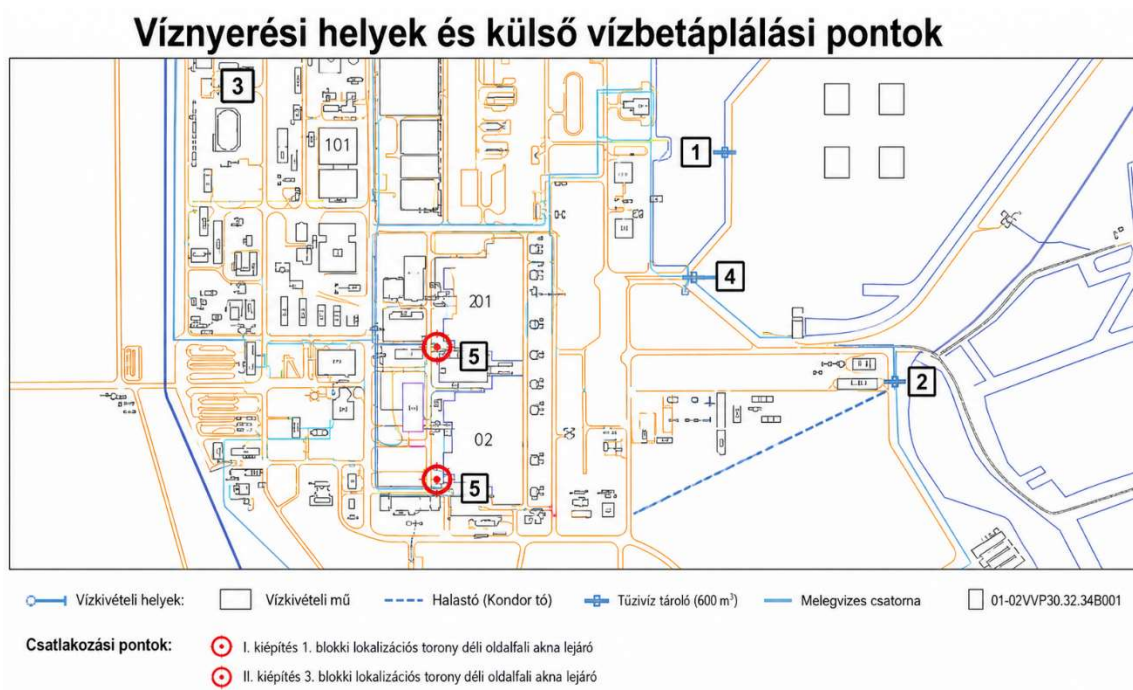 Víznyerési helyek és külső vízbetáplálási pontok
3
101
1
4
201
5
2
02
5
Vízkivételi helyek:
Vízkivételi mű
Halastó (Kondor tó)
Tűzivíz tároló (600 m³)
Melegvizes csatorna
01-02VVP30.32.34B001
Csatlakozási pontok:
I. kiépítés 1. blokki lokalizációs torony déli oldalfali akna lejáró
II. kiépítés 3. blokki lokalizációs torony déli oldalfali akna lejáró